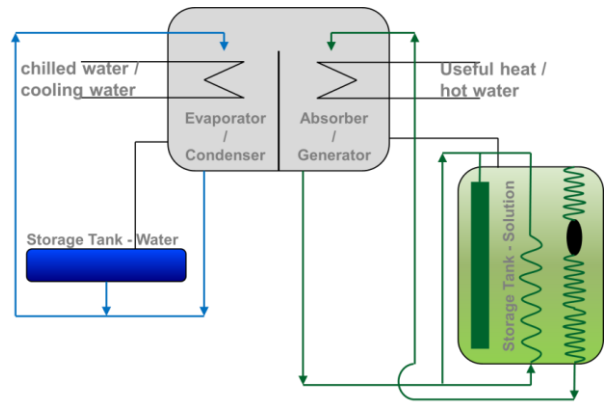 chilled water /
cooling water
Evaporator
/
Condenser
Absorber
/
Generator
Useful heat /
hot water
Storage Tank - Water
Storage Tank - Solution